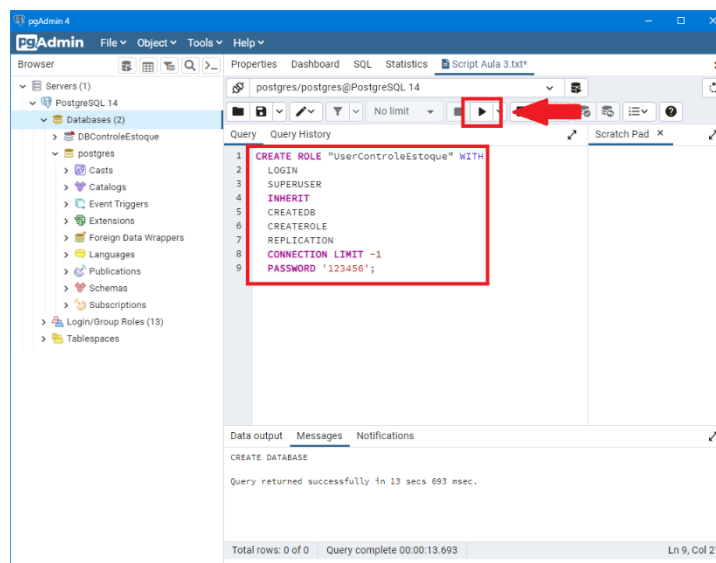 pgAdmin 4
pgAdmin File Object Tools Help
Browser
Properties Dashboard SQL Statistics Script Aula 3.txt*
Servers (1)
PostgreSQL 14
Databases (2)
DBControleEstoque
postgres
Casts
Catalogs
Event Triggers
Extensions
Foreign Data Wrappers
Languages
Publications
Schemas
Subscriptions
Login/Group Roles (13)
Tablespaces
postgres/postgres@PostgreSQL 14
No limit
Query Query History
Scratch Pad
1 CREATE ROLE "UserControleEstoque" WITH
2 LOGIN
3 SUPERUSER
4 INHERIT
5 CREATEDB
6 CREATEROLE
7 REPLICATION
8 CONNECTION LIMIT -1
9 PASSWORD '123456';
Data output Messages Notifications
CREATE DATABASE
Query returned successfully in 13 secs 693 msec.
Total rows: 0 of 0 Query complete 00:00:13.693 Ln 9, Col